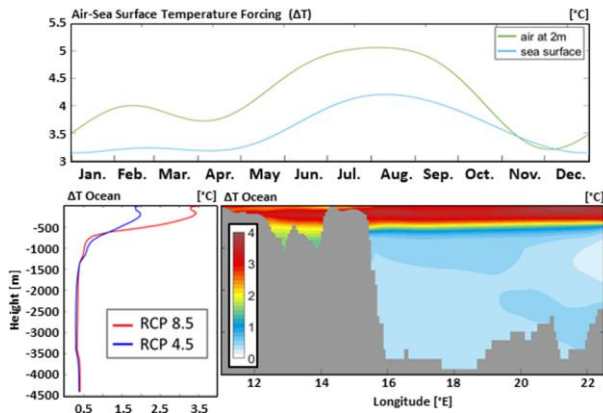 Air-Sea Surface Temperature Forcing (ΔT) [°C]
5.5
5
4.5
4
3.5
3
air at 2m
sea surface
Jan. Feb. Mar. Apr. May Jun. Jul. Aug. Sep. Oct. Nov. Dec.
ΔT Ocean [°C]
Height [m]
-500
-1000
-1500
-2000
-2500
-3000
-3500
-4000
-4500
RCP 8.5
RCP 4.5
0.5 1.5 2.5 3.5
ΔT Ocean [°C]
4
3
2
1
0
12 14 16 18 20 22
Longitude [°E]